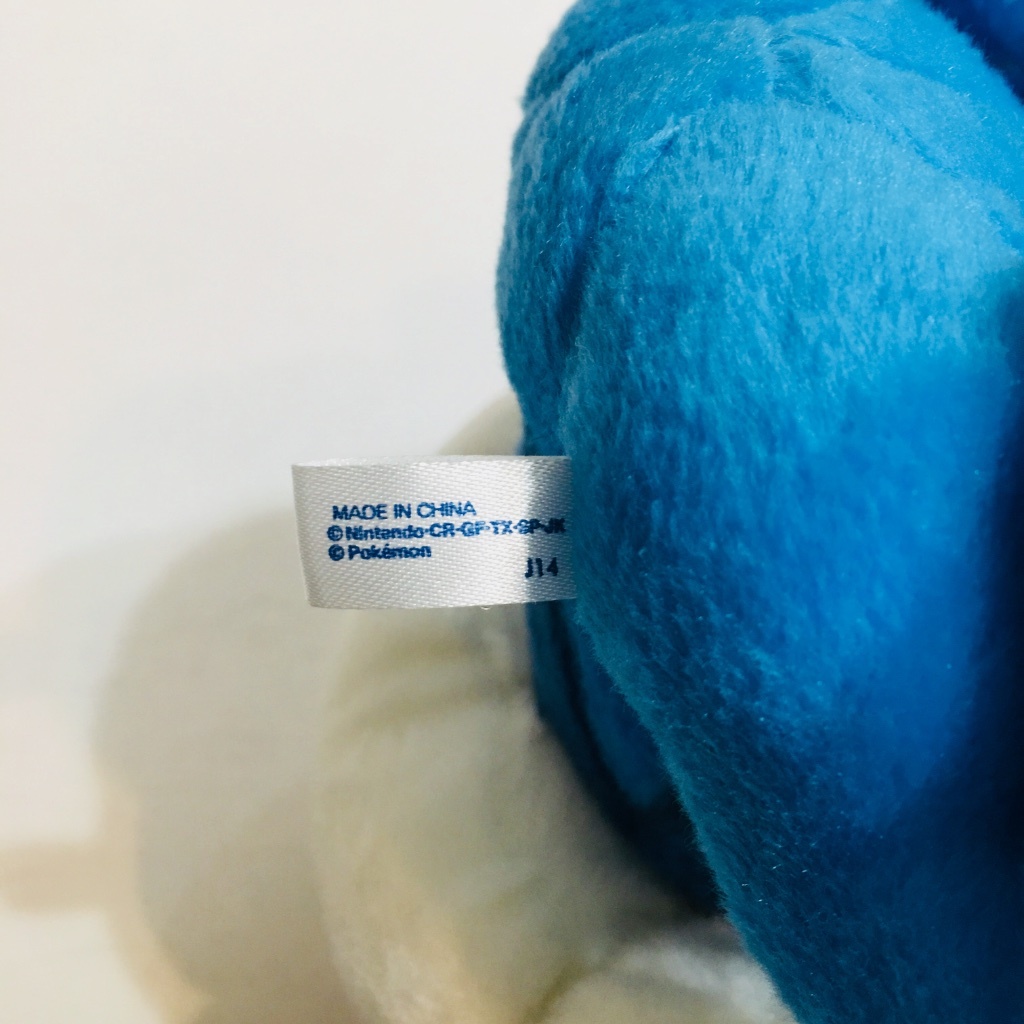 MADE IN CHINA
©Nintendo·CR·GF·TX·SP·JK
©Pokémon
J14